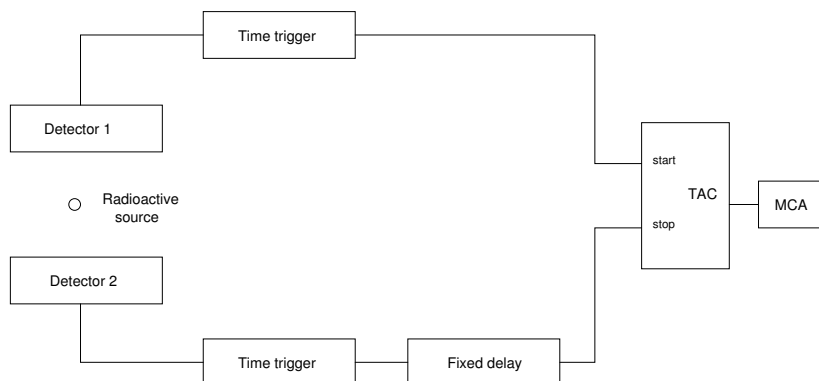 Time trigger
Detector 1
start
TAC
MCA
Radioactive
source
stop
Detector 2
Time trigger
Fixed delay